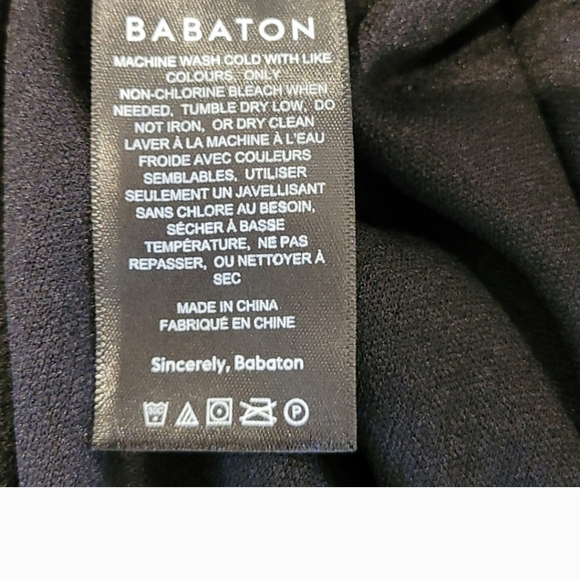 BABATON
MACHINE WASH COLD WITH LIKE
COLOURS, ONLY
NON-CHLORINE BLEACH WHEN
NEEDED, TUMBLE DRY LOW, DO
NOT IRON, OR DRY CLEAN
LAVER À LA MACHINE À L'EAU
FROIDE AVEC COULEURS
SEMBLABLES, UTILISER
SEULEMENT UN JAVELLISANT
SANS CHLORE AU BESOIN,
SÉCHER À BASSE
TEMPÉRATURE, NE PAS
REPASSER, OU NETTOYER À
SEC
MADE IN CHINA
FABRIQUÉ EN CHINE
Sincerely, Babaton
P